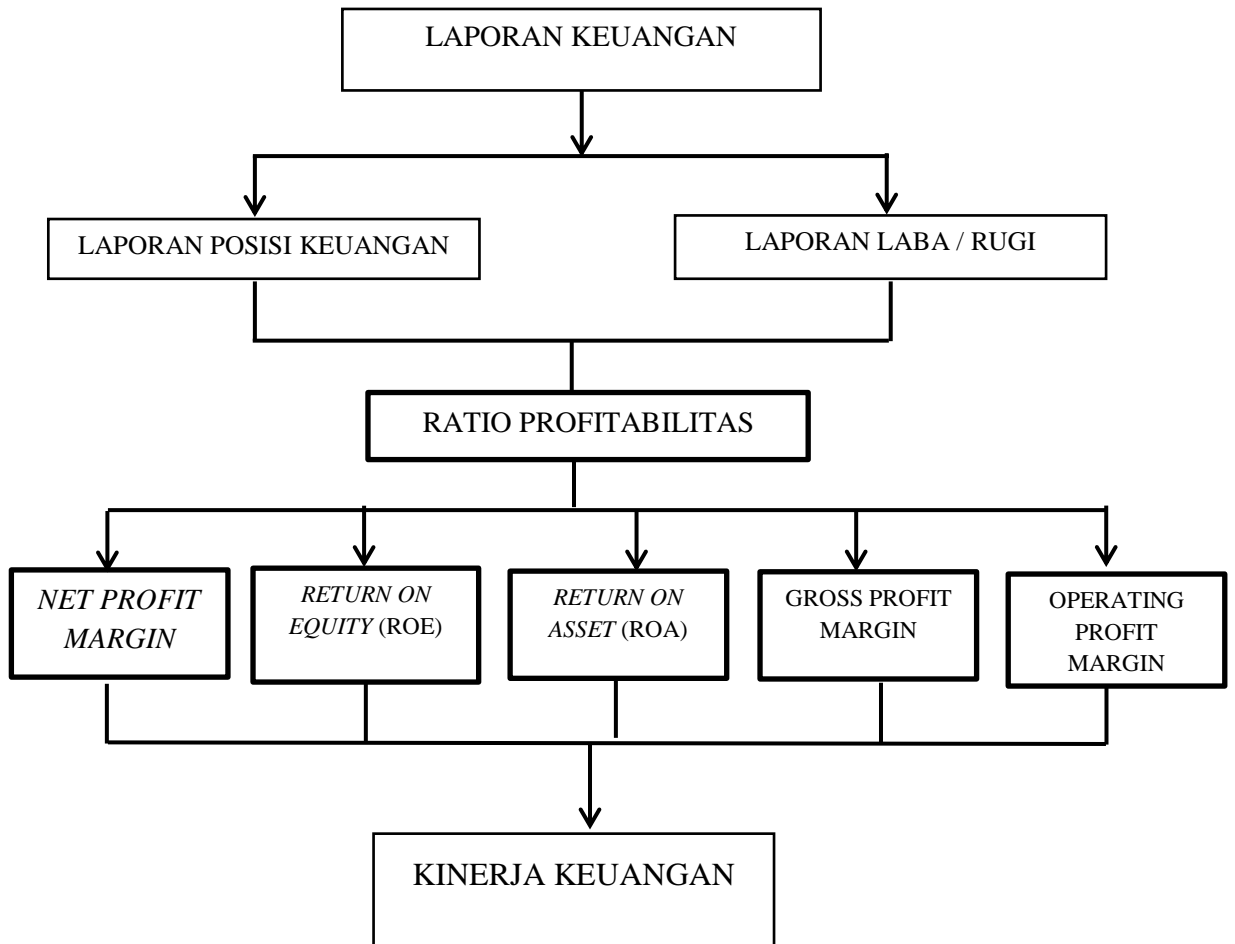 LAPORAN KEUANGAN
LAPORAN POSISI KEUANGAN
LAPORAN LABA / RUGI
RATIO PROFITABILITAS
NET PROFIT
MARGIN
RETURN ON
EQUITY (ROE)
RETURN ON
ASSET (ROA)
GROSS PROFIT
MARGIN
OPERATING
PROFIT
MARGIN
KINERJA KEUANGAN